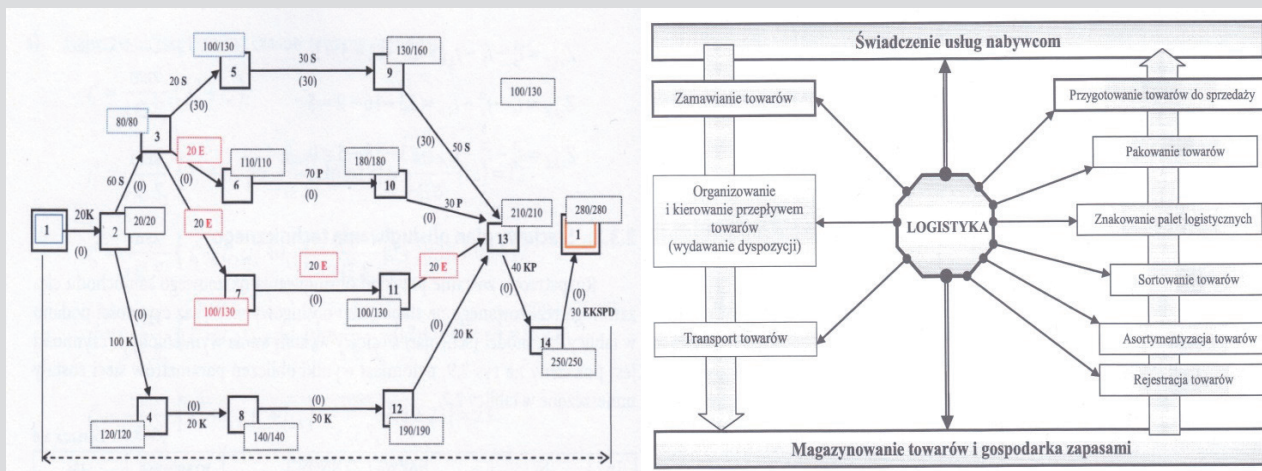 100/130
20 S
(30)
5
30 S
(30)
9
130/160
100/130
80/80
3
20 E
(0)
110/110
6
70 P
(0)
180/180
10
50 S
(30)
60 S
(0)
(0)
20 E
30 P
(0)
210/210
13
280/280
1
1
20K
(0)
2
20/20
7
100/130
20 E
(0)
11
100/130
20 E
(0)
40 KP
(0)
(0)
30 EKSPD
14
250/250
(0)
100 K
20 K
4
120/120
(0)
20 K
8
140/140
(0)
50 K
12
190/190
Świadczenie usług nabywcom
Zamawianie towarów
Organizowanie
i kierowanie przepływem
towarów
(wydawanie dyspozycji)
Transport towarów
LOGISTYKA
Przygotowanie towarów do sprzedaży
Pakowanie towarów
Znakowanie palet logistycznych
Sortowanie towarów
Asortymentyzacja towarów
Rejestracja towarów
Magazynowanie towarów i gospodarka zapasami